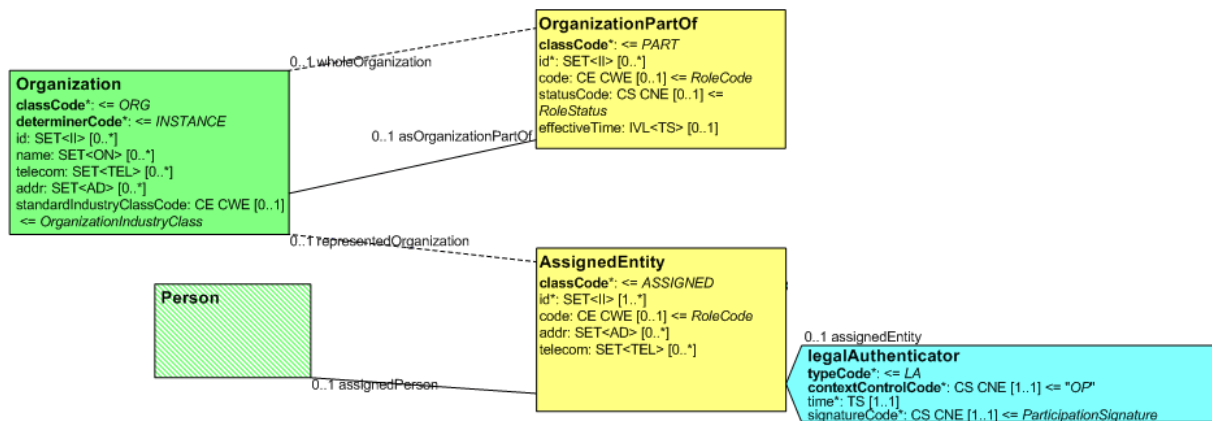 OrganizationPartOf
classCode*: <= PART
id*: SET<II> [0..*]
code: CE CWE [0..1] <= RoleCode
statusCode: CS CNE [0..1] <=
RoleStatus
effectiveTime: IVL<TS> [0..1]
0..1 wholeOrganization
Organization
classCode*: <= ORG
determinerCode*: <= INSTANCE
id: SET<II> [0..*]
name: SET<ON> [0..*]
telecom: SET<TEL> [0..*]
addr: SET<AD> [0..*]
standardIndustryClassCode: CE CWE [0..1]
<= OrganizationIndustryClass
0..1 asOrganizationPartOf
0..1 representedOrganization
AssignedEntity
classCode*: <= ASSIGNED
id*: SET<II> [1..*]
code: CE CWE [0..1] <= RoleCode
addr: SET<AD> [0..*]
telecom: SET<TEL> [0..*]
Person
0..1 assignedPerson
0..1 assignedEntity
legalAuthenticator
typeCode*: <= LA
contextControlCode*: CS CNE [1..1] <= "OP"
time*: TS [1..1]
signatureCode*: CS CNE [1..1] <= ParticipationSignature